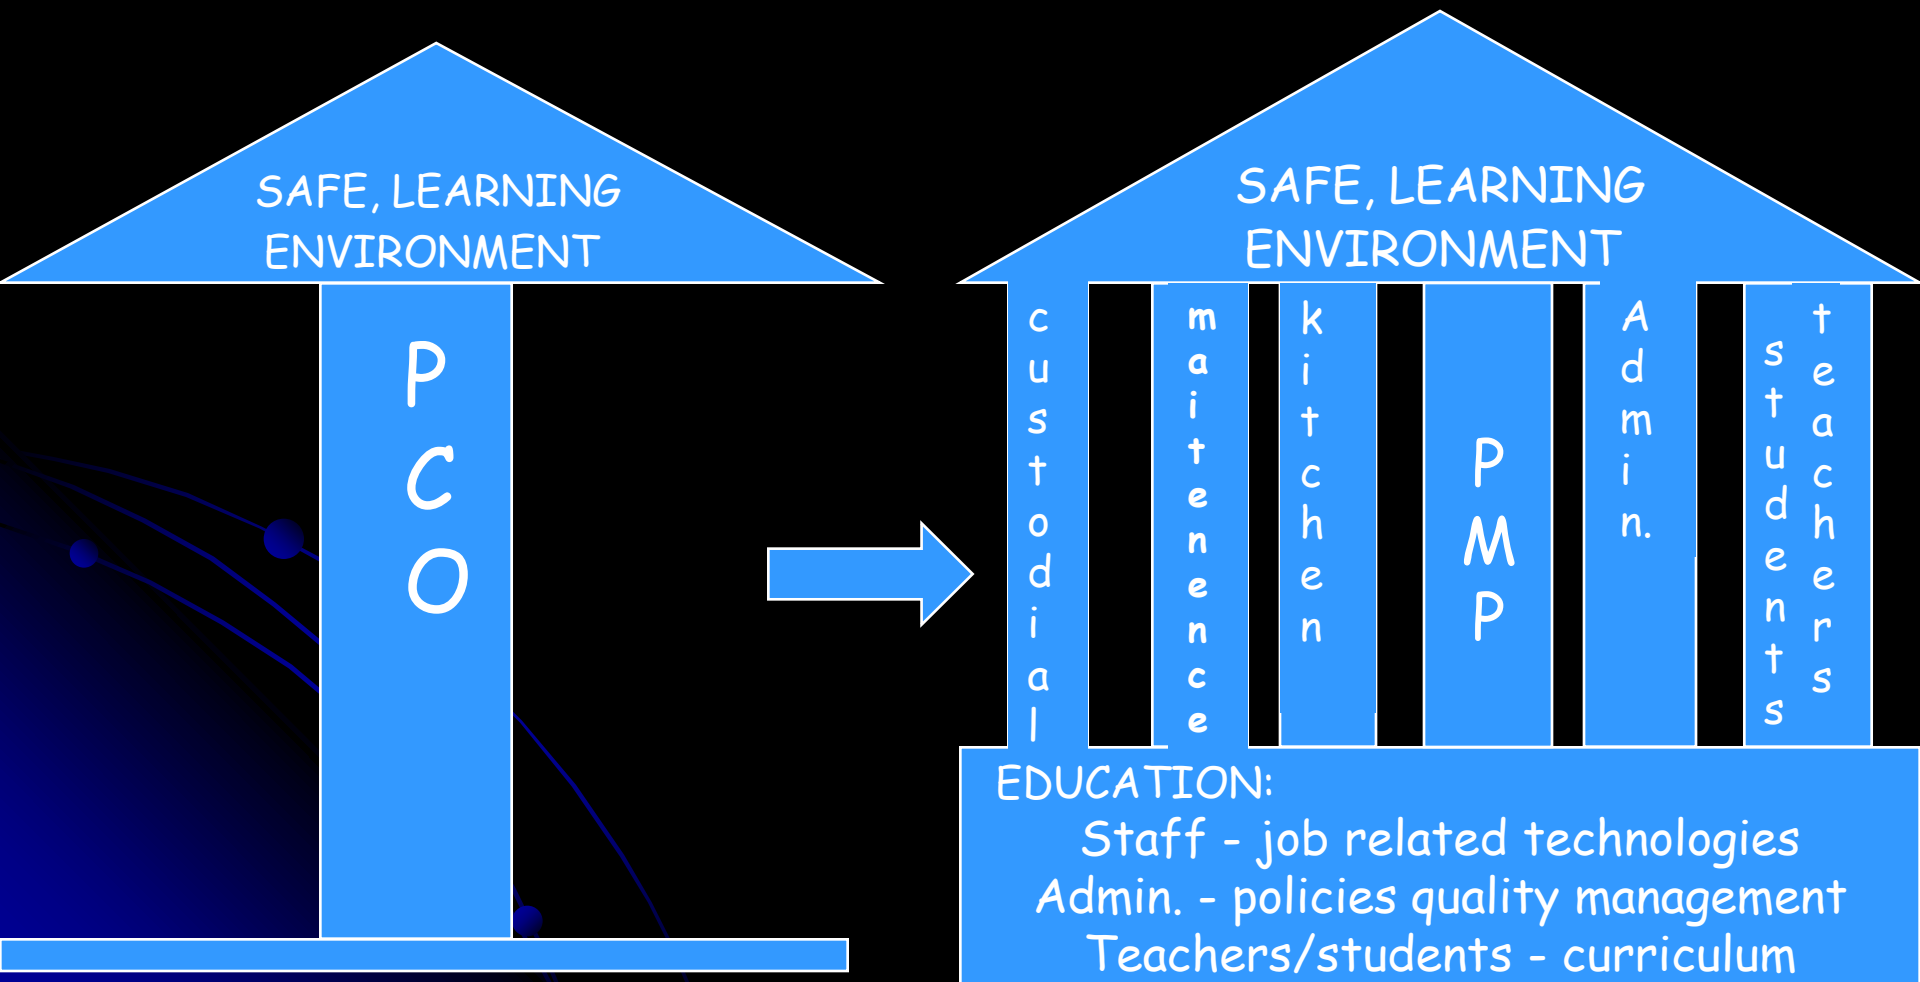 SAFE, LEARNING
ENVIRONMENT
PCO
SAFE, LEARNING
ENVIRONMENT
custodial
maitenence
kitchen
PMP
Admin.
students
teachers
EDUCATION:
Staff - job related technologies
Admin. - policies quality management
Teachers/students - curriculum